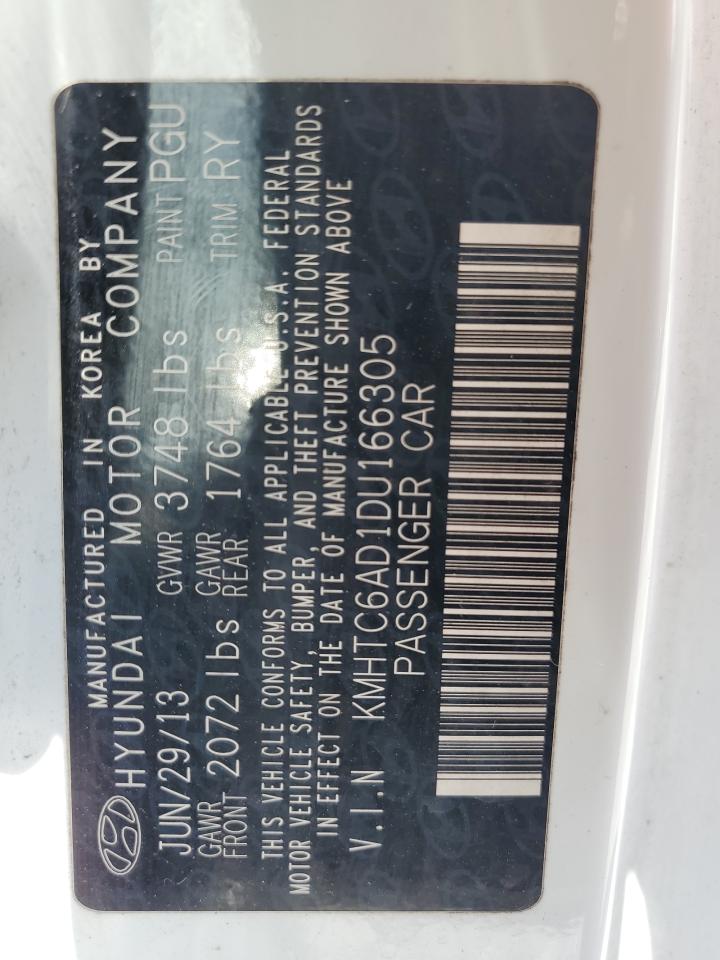 MANUFACTURED IN KOREA BY
HYUNDAI MOTOR COMPANY
JUN/29/13 GVWR 3748 lbs PAINT PGU
GAWR FRONT 2072 lbs GAWR REAR 1764 lbs TRIM RY
THIS VEHICLE CONFORMS TO ALL APPLICABLE U.S.A. FEDERAL
MOTOR VEHICLE SAFETY, BUMPER, AND THEFT PREVENTION STANDARDS
IN EFFECT ON THE DATE OF MANUFACTURE SHOWN ABOVE
V.I.N KMHTC6AD1DU166305
PASSENGER CAR